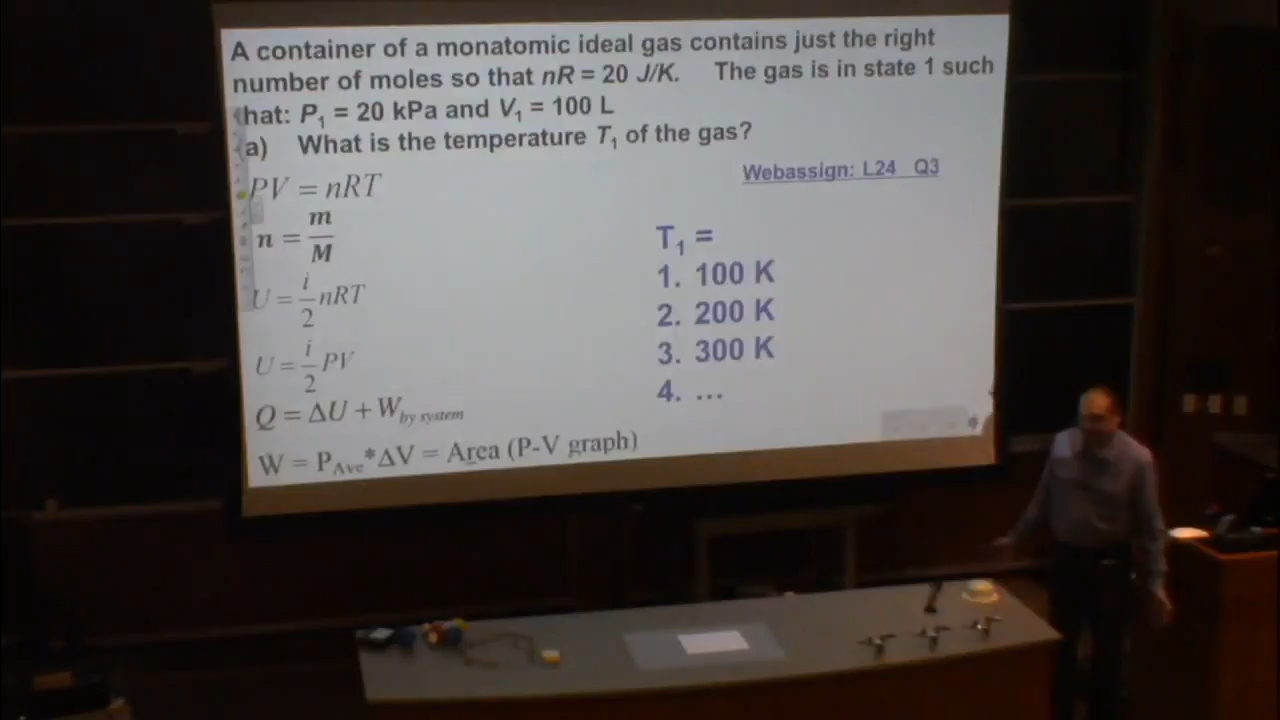 A container of a monatomic ideal gas contains just the right
number of moles so that nR = 20 J/K. The gas is in state 1 such
that: P₁ = 20 kPa and V₁ = 100 L
a) What is the temperature T₁ of the gas?
Webassign: L24 Q3
PV = nRT
n = m/M
U = i/2 nRT
U = i/2 PV
Q = ΔU + W by system
W = P Ave*ΔV = Area (P-V graph)
T₁ =
1. 100 K
2. 200 K
3. 300 K
4. ...